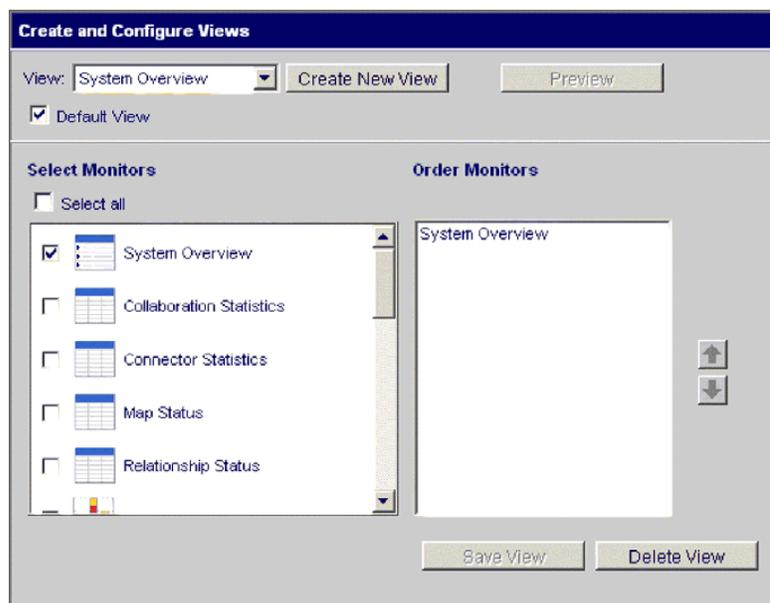 Create and Configure Views
View: System Overview Create New View Preview
Default View
Select Monitors
Order Monitors
Select all
System Overview
Collaboration Statistics
Connector Statistics
Map Status
Relationship Status
System Overview
Save View Delete View